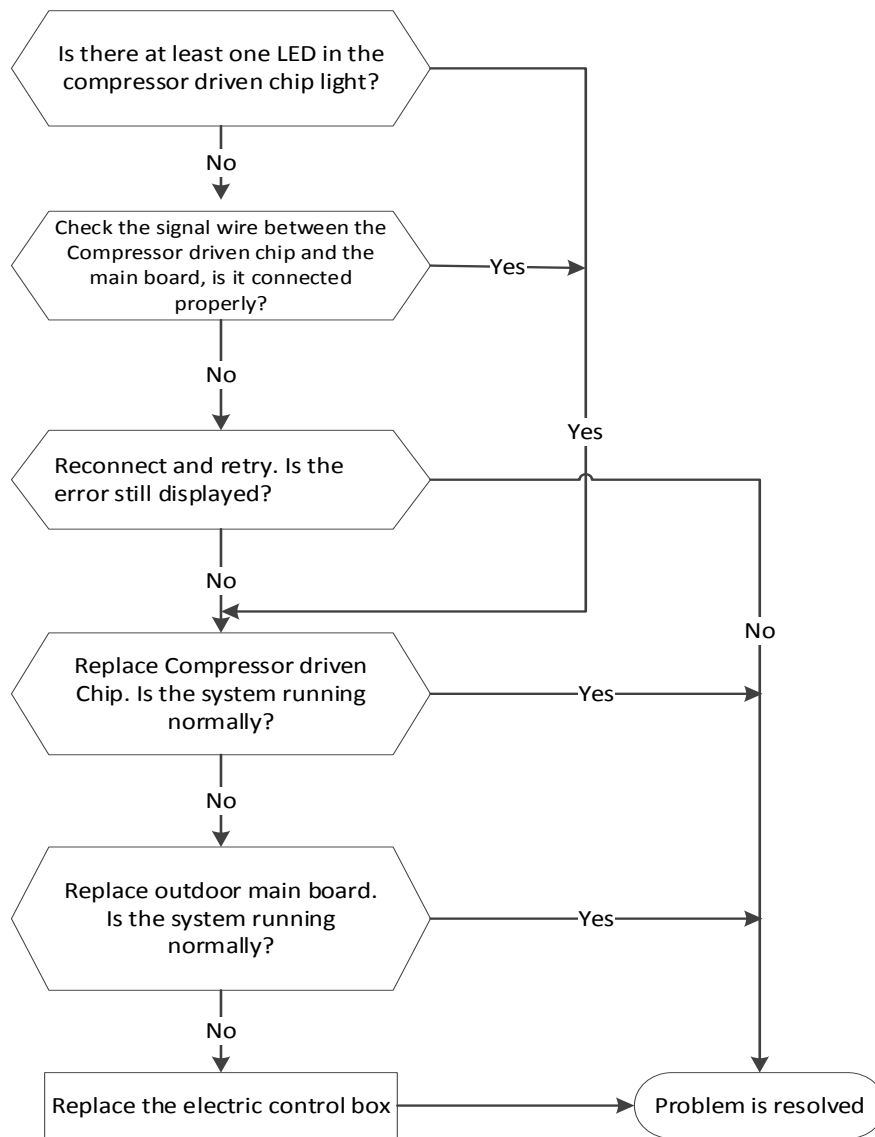 Is there at least one LED in the
compressor driven chip light?
No
Check the signal wire between the
Compressor driven chip and the
main board, is it connected
properly?
Yes
No
Yes
Reconnect and retry. Is the
error still displayed?
No
No
Replace Compressor driven
Chip. Is the system running
normally?
Yes
No
Replace outdoor main board.
Is the system running
normally?
Yes
No
Replace the electric control box
Problem is resolved